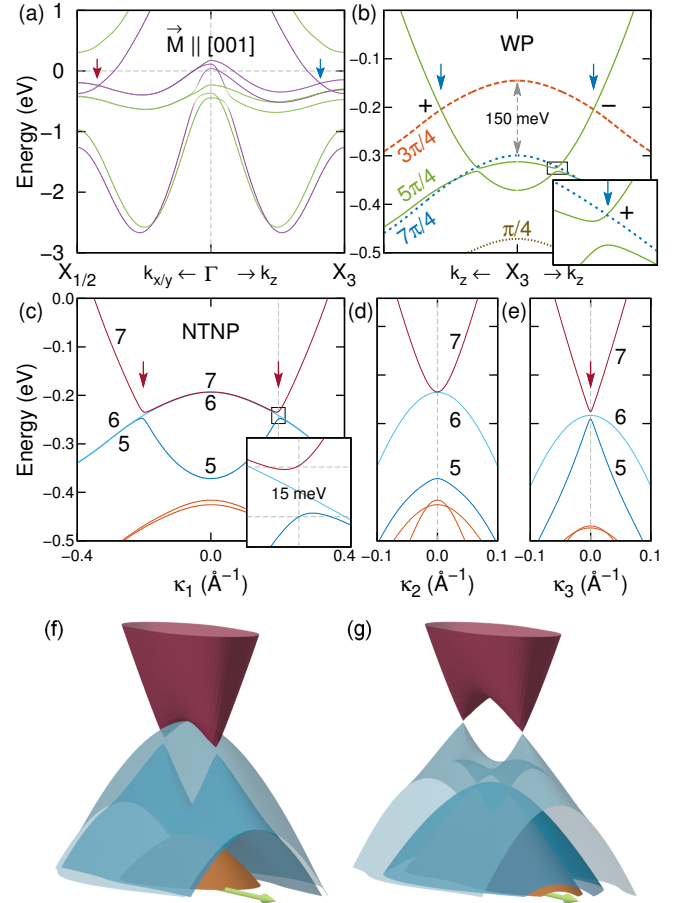 (a)
M || [001]
Energy (eV)
1
0
−1
−2
−3
X1/2
kx/y ← Γ → kz
X3
(b)
WP
−0.1
−0.2
−0.3
−0.4
−0.5
+
−
150 meV
3π/4
5π/4
7π/4
π/4
+
kz ← X3 → kz
(c)
NTNP
Energy (eV)
0.0
−0.1
−0.2
−0.3
−0.4
−0.5
7
7
6
6
5
5
15 meV
−0.4
0.0
0.4
κ1 (Å−1)
(d)
7
6
5
−0.1
0.0
0.1
κ2 (Å−1)
(e)
7
6
5
−0.1
0.0
0.1
κ3 (Å−1)
(f)
(g)